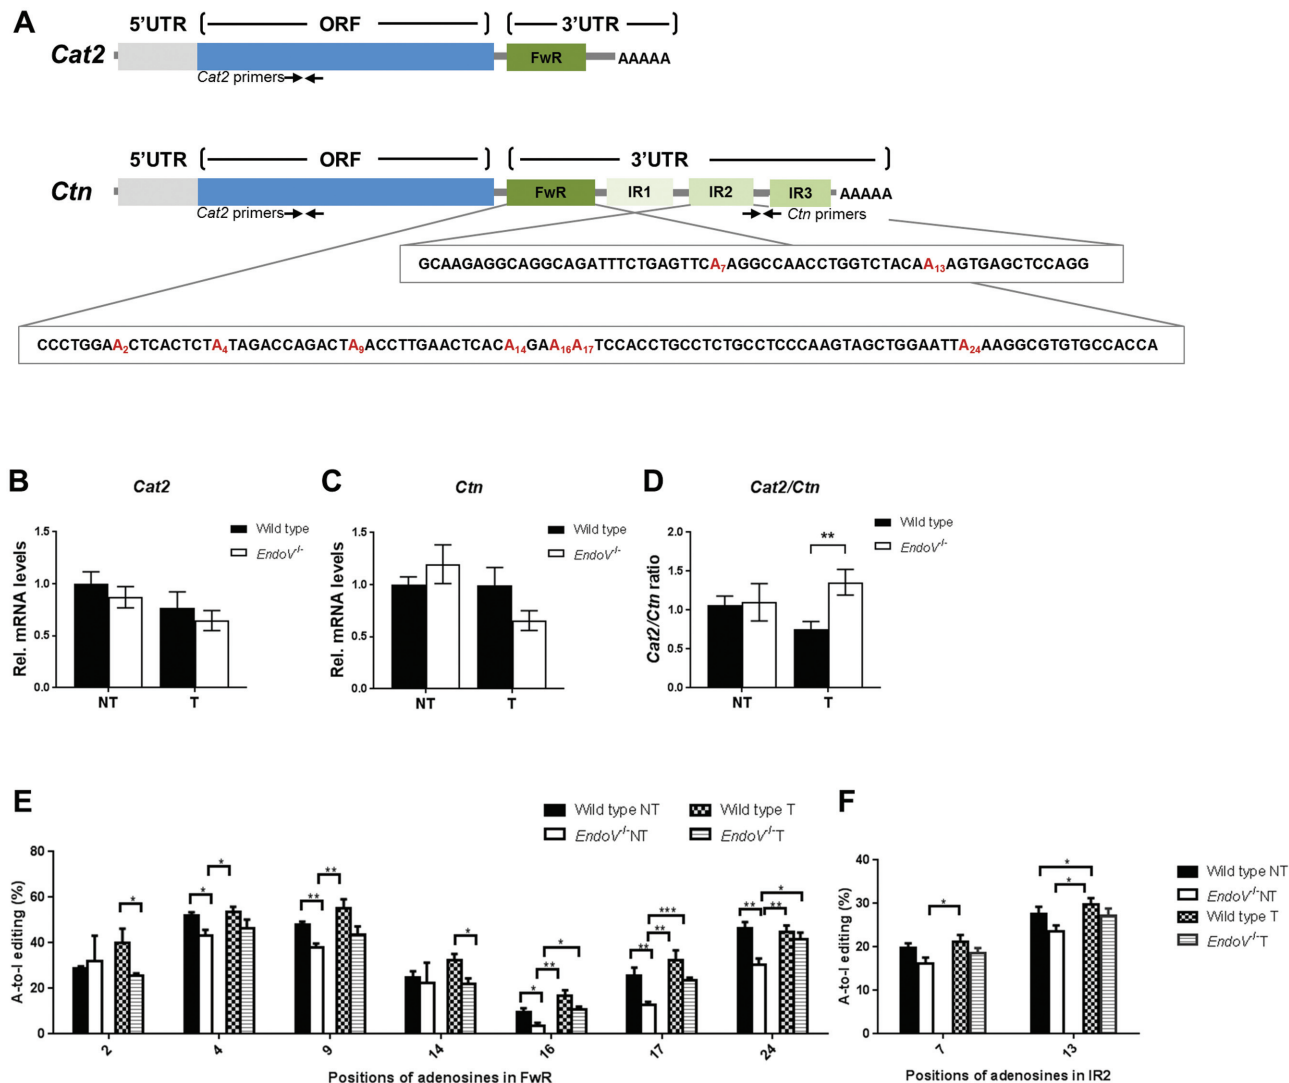 A
5'UTR ORF 3'UTR
Cat2 FwR AAAAA
Cat2 primers
5'UTR ORF 3'UTR
Ctn FwR IR1 IR2 IR3 AAAAA
Cat2 primers Ctn primers
GCAAGAGGCAGGCAGATTTCTGAGTTCA7AGGCCAACCTGGTCTACAA13AGTGAGCTCCAGG
CCCTGGAA2CTCACTCTA4TAGACCAGACTA9ACCTTGAACTCACA14GAA16A17TCCACCTGCCTCTGCCTCCCAAGTAGCTGGAATTA24AAGGCGTGTGCCACCA
B
Cat2
Wild type
EndoV-/-
Rel. mRNA levels
1.5
1.0
0.5
0.0
NT T
C
Ctn
Wild type
EndoV-/-
Rel. mRNA levels
1.5
1.0
0.5
0.0
NT T
D
Cat2/Ctn
Wild type
EndoV-/-
Cat2/Ctn ratio
2.0
1.5
1.0
0.5
0.0
**
NT T
E
Wild type NT Wild type T
EndoV-/-NT EndoV-/-T
A-to-I editing (%)
80
60
40
20
0
* * * ** ** * * ** * ** ** *** ** ** *
2 4 9 14 16 17 24
Positions of adenosines in FwR
F
Wild type NT
EndoV-/-NT
Wild type T
EndoV-/-T
A-to-I editing (%)
40
30
20
10
0
* * *
7 13
Positions of adenosines in IR2